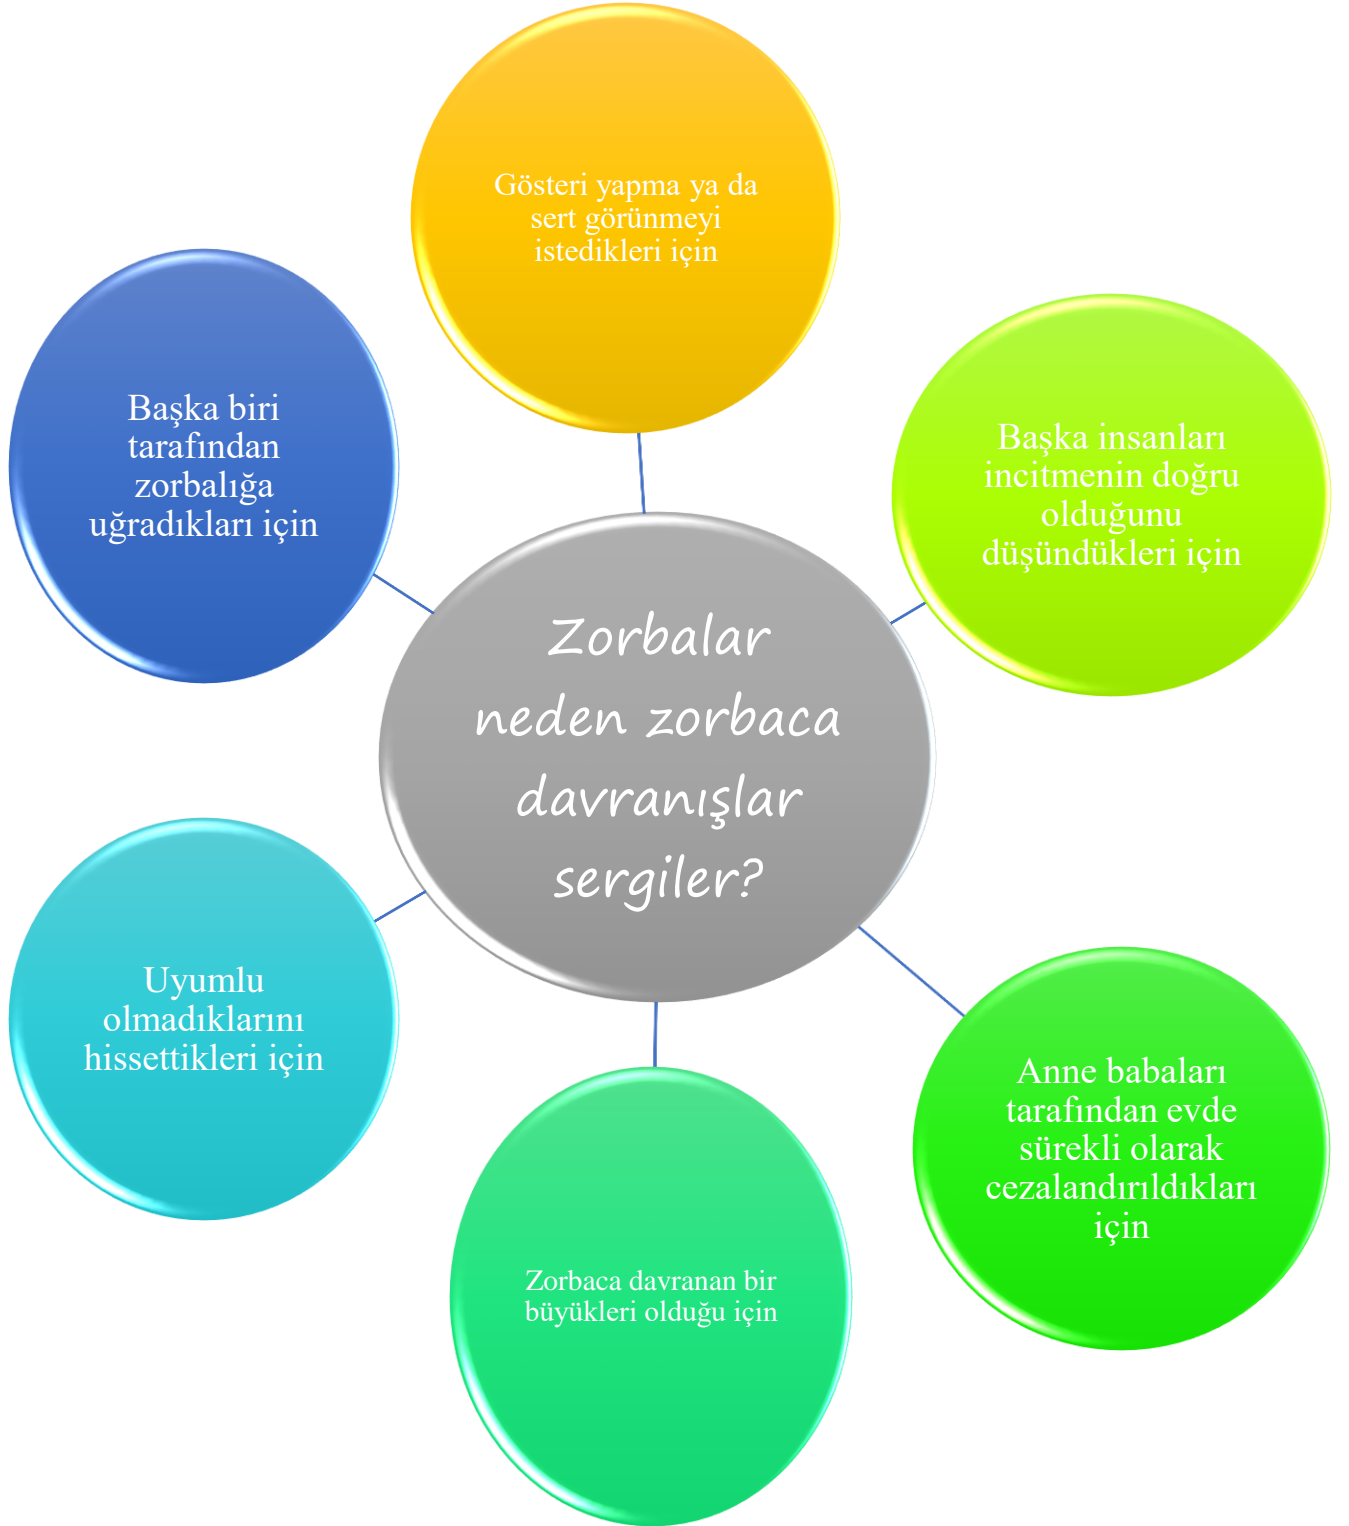 Gösteri yapma ya da
sert görünmeyi
istedikleri için
Başka biri
tarafından
zorbalığa
uğradıkları için
Başka insanları
incitmenin doğru
olduğunu
düşündükleri için
Zorbalar
neden zorbaca
davranışlar
sergiler?
Uyumlu
olmadıklarını
hissettikleri için
Anne babaları
tarafından evde
sürekli olarak
cezalandırıldıkları
için
Zorbaca davranan bir
büyükleri olduğu için